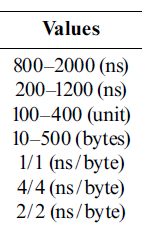 Values
800–2000 (ns)
200–1200 (ns)
100–400 (unit)
10–500 (bytes)
1/1 (ns/byte)
4/4 (ns/byte)
2/2 (ns/byte)